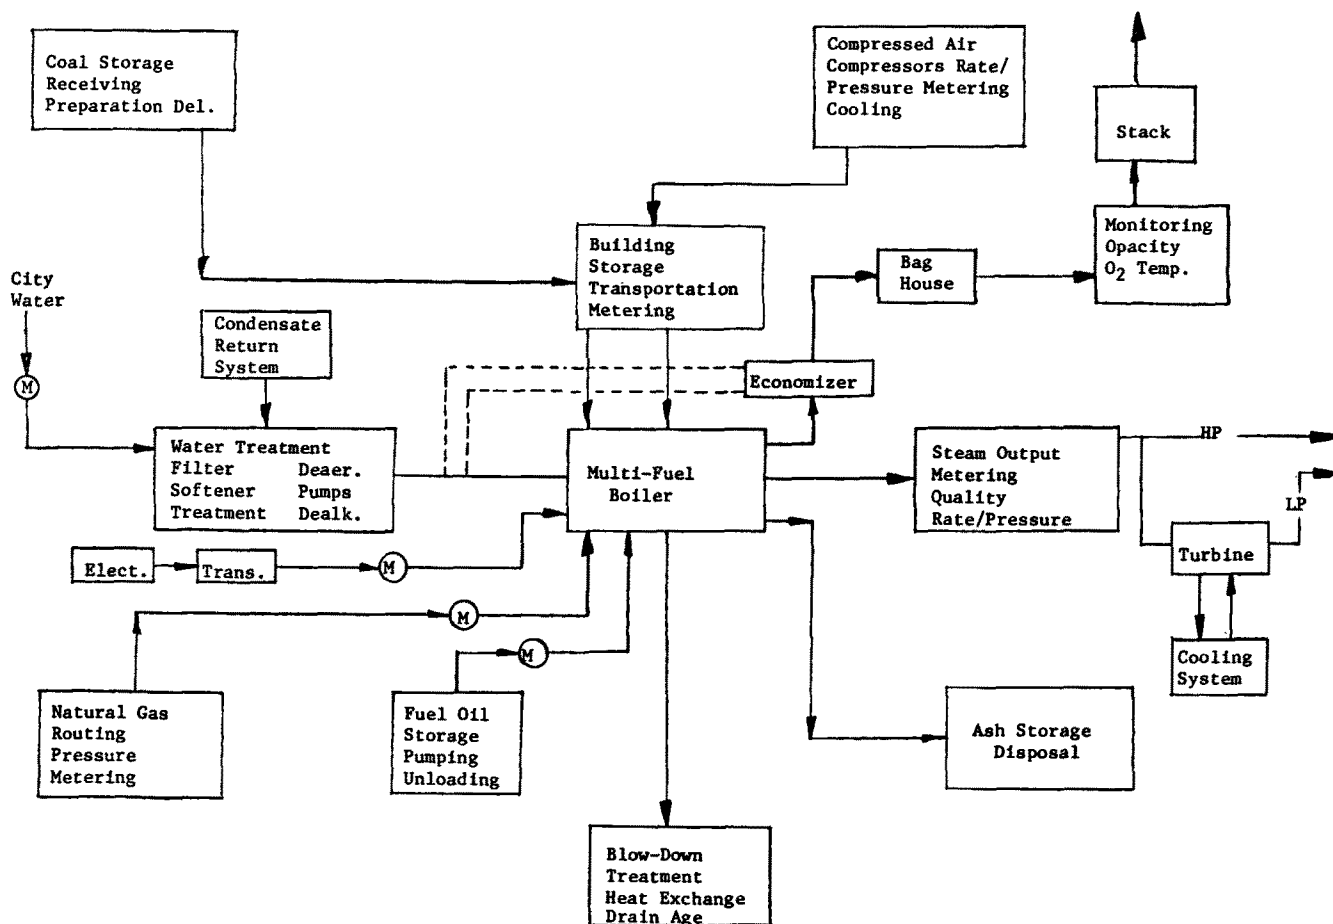 Coal Storage
Receiving
Preparation Del.
Compressed Air
Compressors Rate/
Pressure Metering
Cooling
Stack
Monitoring
Opacity
O2 Temp.
Building
Storage
Transportation
Metering
Bag
House
City
Water
M
Condensate
Return
System
Economizer
Water Treatment
Filter Deaer.
Softener Pumps
Treatment Dealk.
Multi-Fuel
Boiler
Steam Output
Metering
Quality
Rate/Pressure
HP
LP
Turbine
Elect.
Trans.
M
M
M
Cooling
System
Natural Gas
Routing
Pressure
Metering
Fuel Oil
Storage
Pumping
Unloading
Ash Storage
Disposal
Blow-Down
Treatment
Heat Exchange
Drain Age